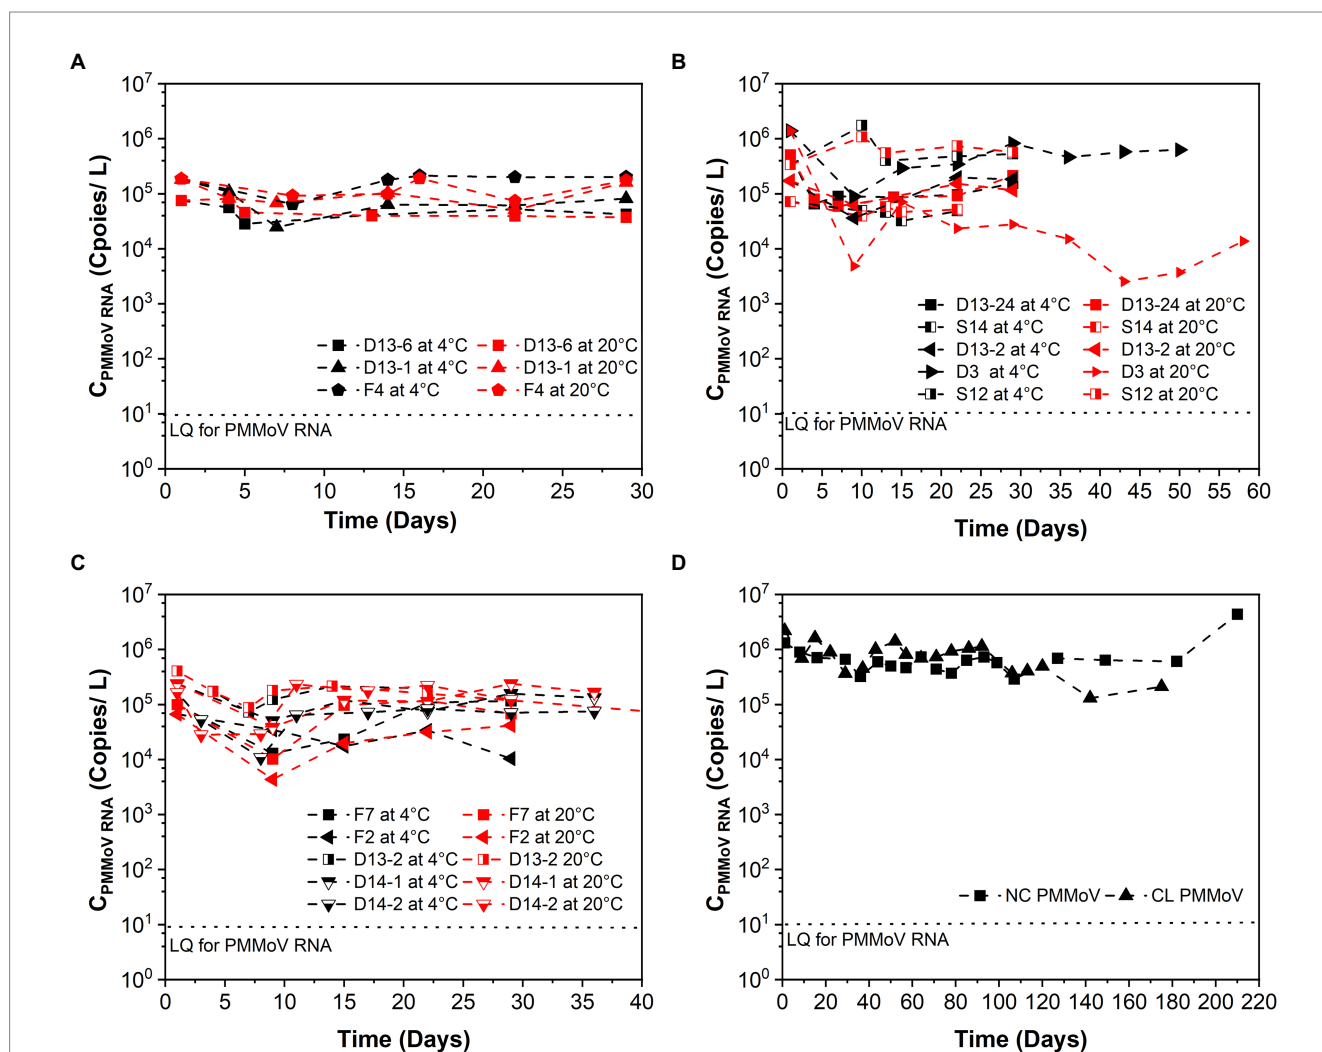 A
C_PMMoV RNA (Cpoies/ L)
10^7
10^6
10^5
10^4
10^3
10^2
10^1
10^0
D13-6 at 4°C D13-6 at 20°C
D13-1 at 4°C D13-1 at 20°C
F4 at 4°C F4 at 20°C
LQ for PMMoV RNA
0 5 10 15 22 25 30
Time (Days)
B
C_PMMoV RNA (Copies/ L)
10^7
10^6
10^5
10^4
10^3
10^2
10^1
10^0
D13-24 at 4°C D13-24 at 20°C
S14 at 4°C S14 at 20°C
D13-2 at 4°C D13-2 at 20°C
D3 at 4°C D3 at 20°C
S12 at 4°C S12 at 20°C
LQ for PMMoV RNA
0 5 10 15 20 25 30 35 40 45 50 55 60
Time (Days)
C
C_PMMoV RNA (Copies/ L)
10^7
10^6
10^5
10^4
10^3
10^2
10^1
10^0
F7 at 4°C F7 at 20°C
F2 at 4°C F2 at 20°C
D13-2 at 4°C D13-2 20°C
D14-1 at 4°C D14-1 at 20°C
D14-2 at 4°C D14-2 at 20°C
LQ for PMMoV RNA
0 5 10 15 22 25 30 35 40
Time (Days)
D
C_PMMoV RNA (Copies/ L)
10^7
10^6
10^5
10^4
10^3
10^2
10^1
10^0
NC PMMoV CL PMMoV
LQ for PMMoV RNA
0 20 40 60 80 100 120 140 160 180 200 220
Time (Days)